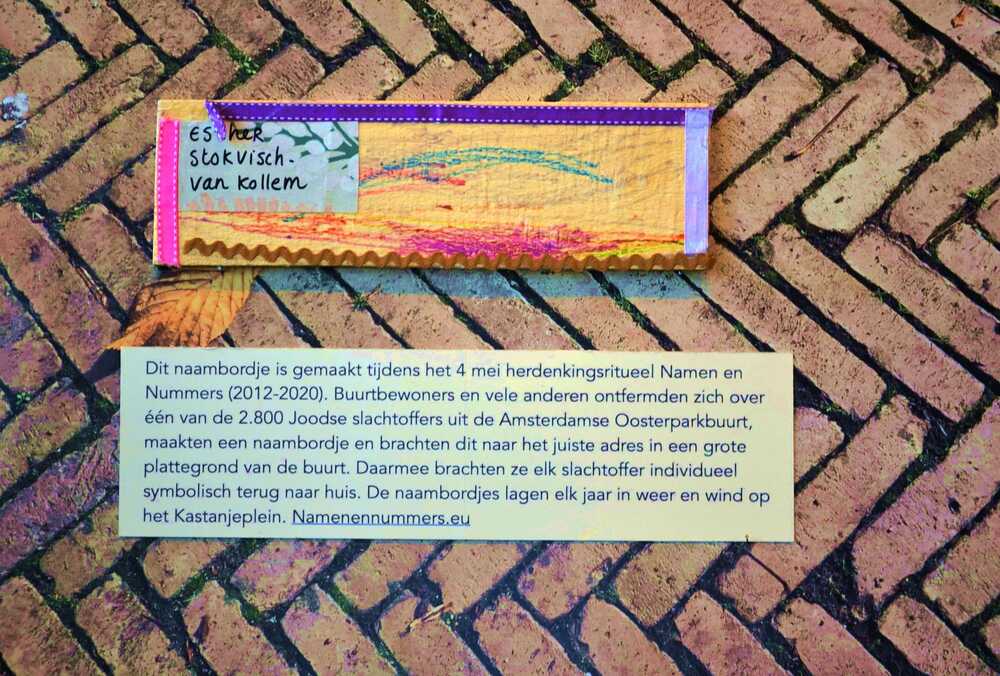 Esther
Stokvisch-
van Kollem
Dit naambordje is gemaakt tijdens het 4 mei herdenkingsritueel Namen en
Nummers (2012-2020). Buurtbewoners en vele anderen ontfermden zich over
één van de 2.800 Joodse slachtoffers uit de Amsterdamse Oosterparkbuurt,
maakten een naambordje en brachten dit naar het juiste adres in een grote
plattegrond van de buurt. Daarmee brachten ze elk slachtoffer individueel
symbolisch terug naar huis. De naambordjes lagen elk jaar in weer en wind op
het Kastanjeplein. Namenennummers.eu